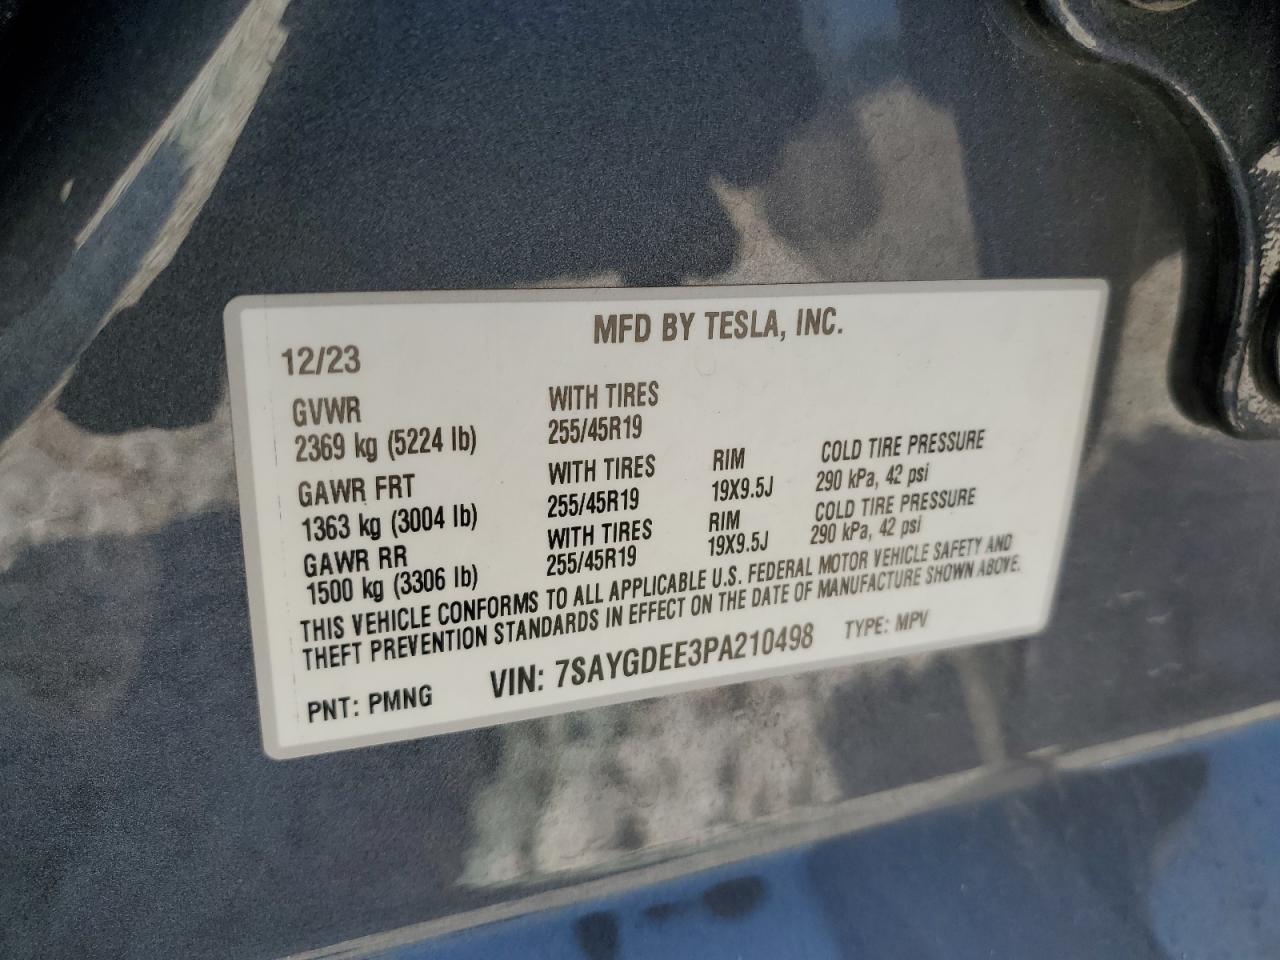 MFD BY TESLA, INC.
12/23
GVWR WITH TIRES
2369 kg (5224 lb) 255/45R19
GAWR FRT WITH TIRES RIM COLD TIRE PRESSURE
1363 kg (3004 lb) 255/45R19 19X9.5J 290 kPa, 42 psi
GAWR RR WITH TIRES RIM COLD TIRE PRESSURE
1500 kg (3306 lb) 255/45R19 19X9.5J 290 kPa, 42 psi
THIS VEHICLE CONFORMS TO ALL APPLICABLE U.S. FEDERAL MOTOR VEHICLE SAFETY AND
THEFT PREVENTION STANDARDS IN EFFECT ON THE DATE OF MANUFACTURE SHOWN ABOVE.
PNT: PMNG VIN: 7SAYGDEE3PA210498 TYPE: MPV